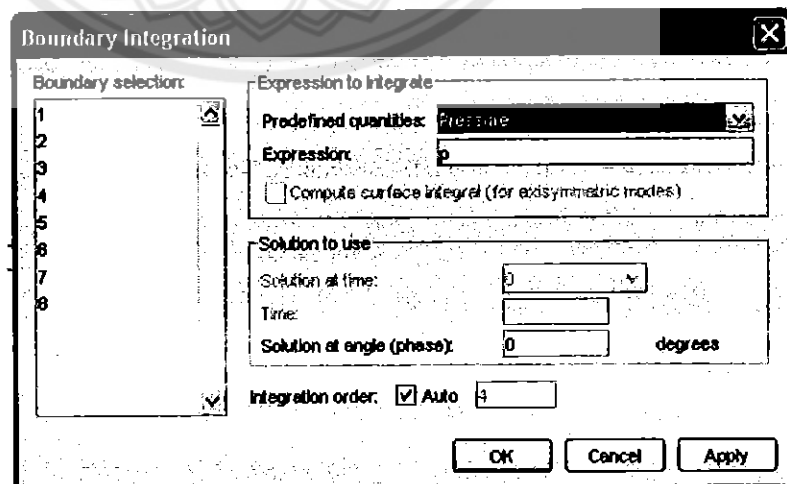 Boundary Integration
Boundary selection:
1
2
3
4
5
6
7
8
Expression to integrate
Predefined quantities: Pressure
Expression: p
Compute surface integral (for axisymmetric modes)
Solution to use
Solution at time: 0
Time:
Solution at angle (phase): 0 degrees
Integration order: Auto 4
OK Cancel Apply